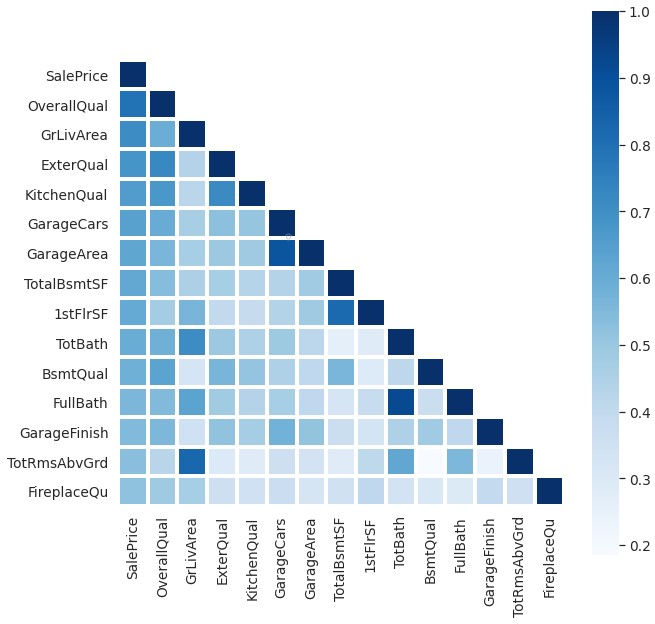 1.0
SalePrice
OverallQual
0.9
GrLivArea
ExterQual
0.8
KitchenQual
GarageCars
0.7
GarageArea
TotalBsmtSF
0.6
1stFlrSF
TotBath
0.5
BsmtQual
FullBath
0.4
GarageFinish
TotRmsAbvGrd
0.3
FireplaceQu
0.2
SalePrice
OverallQual
GrLivArea
ExterQual
KitchenQual
GarageCars
GarageArea
TotalBsmtSF
1stFlrSF
TotBath
BsmtQual
FullBath
GarageFinish
TotRmsAbvGrd
FireplaceQu